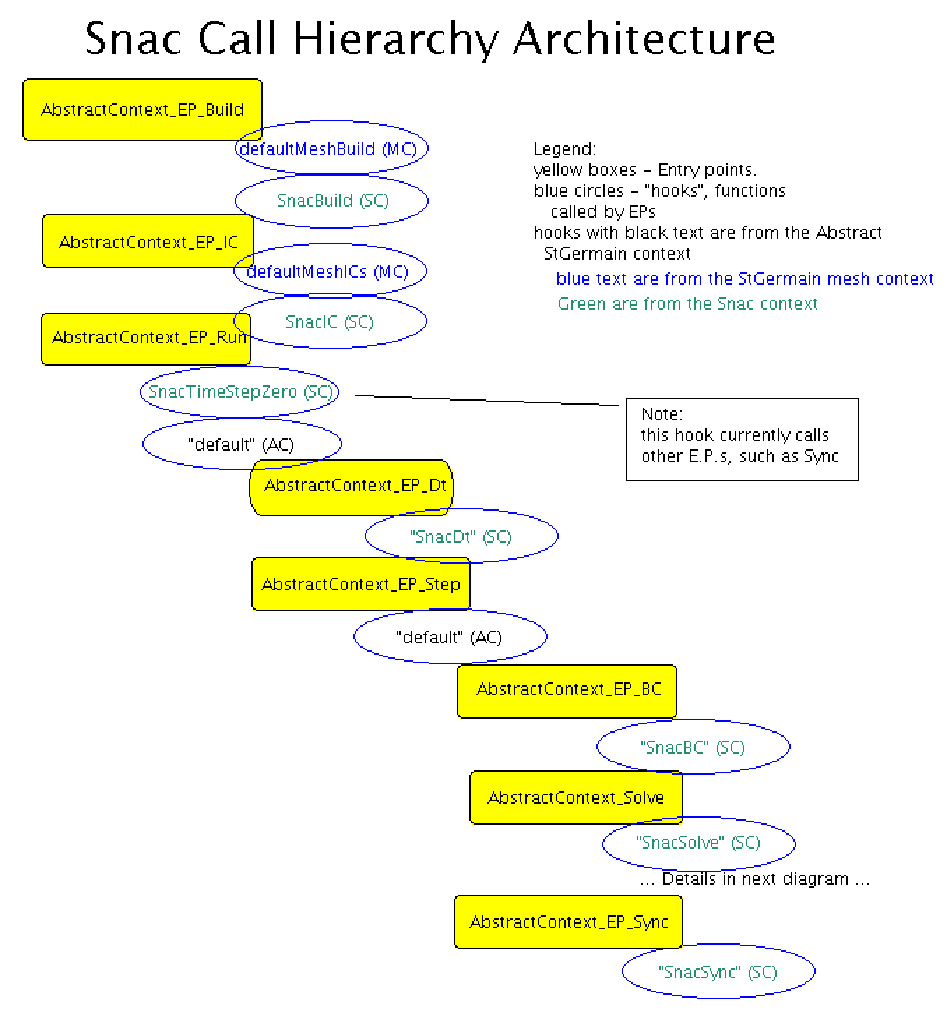 Snac Call Hierarchy Architecture
AbstractContext_EP_Build
defaultMeshBuild (MC)
SnacBuild (SC)
AbstractContext_EP_IC
defaultMeshICs (MC)
SnacIC (SC)
AbstractContext_EP_Run
SnacTimeStepZero (SC)
"default" (AC)
AbstractContext_EP_Dt
"SnacDt" (SC)
AbstractContext_EP_Step
"default" (AC)
AbstractContext_EP_BC
"SnacBC" (SC)
AbstractContext_Solve
"SnacSolve" (SC)
... Details in next diagram ...
AbstractContext_EP_Sync
"SnacSync" (SC)
Legend:
yellow boxes – Entry points.
blue circles – "hooks", functions
called by EPs
hooks with black text are from the Abstract
StGermain context
blue text are from the StGermain mesh context
Green are from the Snac context
Note:
this hook currently calls
other E.P.s, such as Sync